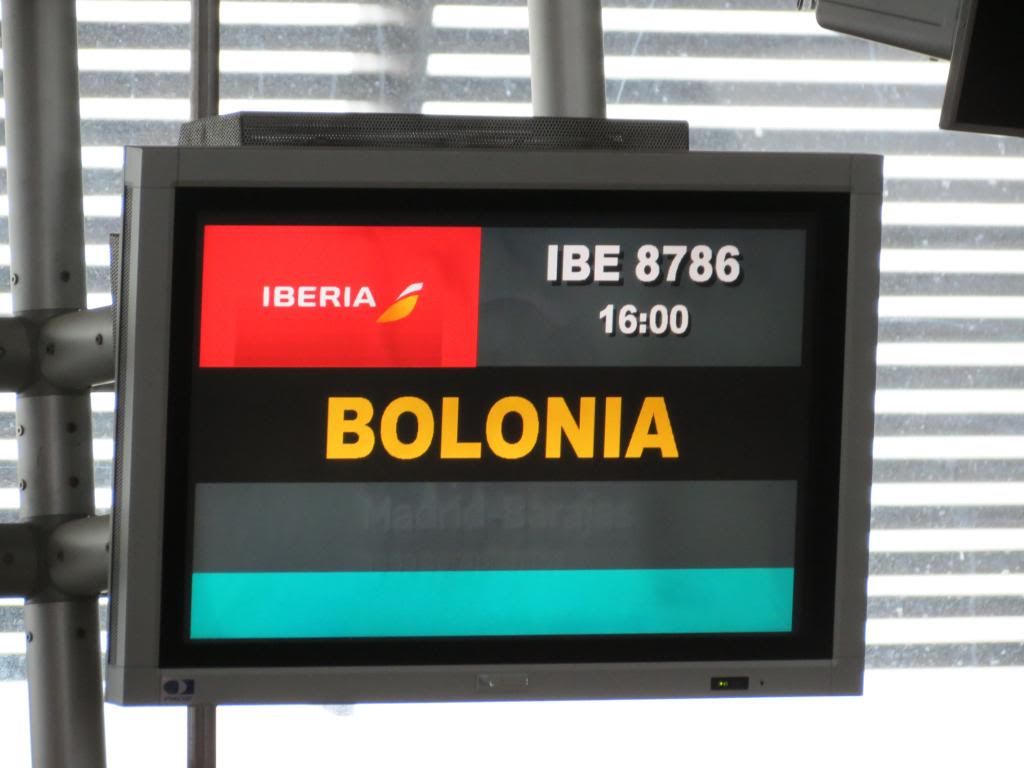 IBERIA
IBE 8786
16:00
BOLONIA
Madrid-Barajas